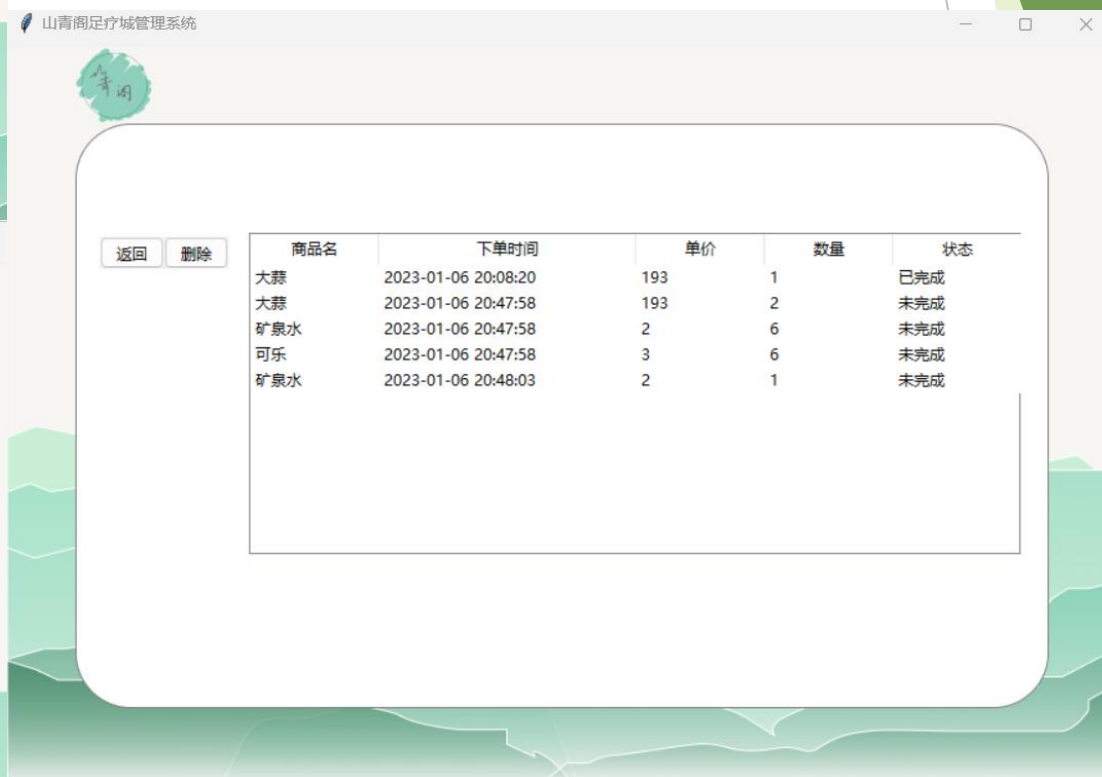 山青阁足疗城管理系统
山青阁
返回 删除 商品名 下单时间 单价 数量 状态
大蒜 2023-01-06 20:08:20 193 1 已完成
大蒜 2023-01-06 20:47:58 193 2 未完成
矿泉水 2023-01-06 20:47:58 2 6 未完成
可乐 2023-01-06 20:47:58 3 6 未完成
矿泉水 2023-01-06 20:48:03 2 1 未完成